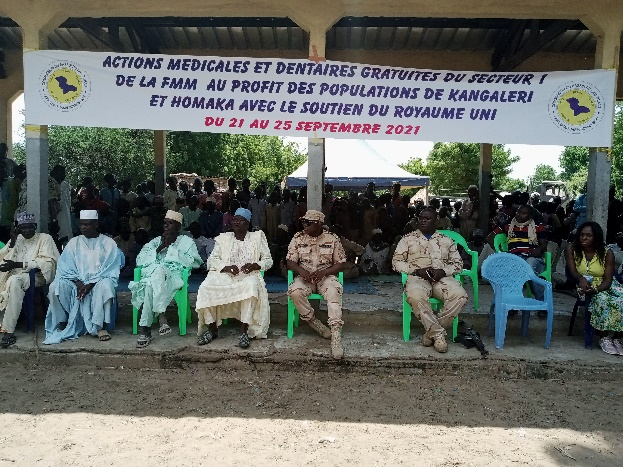 ACTIONS MEDICALES ET DENTAIRES GRATUITES DU SECTEUR 1
DE LA FMM AU PROFIT DES POPULATIONS DE KANGALERI
ET HOMAKA AVEC LE SOUTIEN DU ROYAUME UNI
DU 21 AU 25 SEPTEMBRE 2021